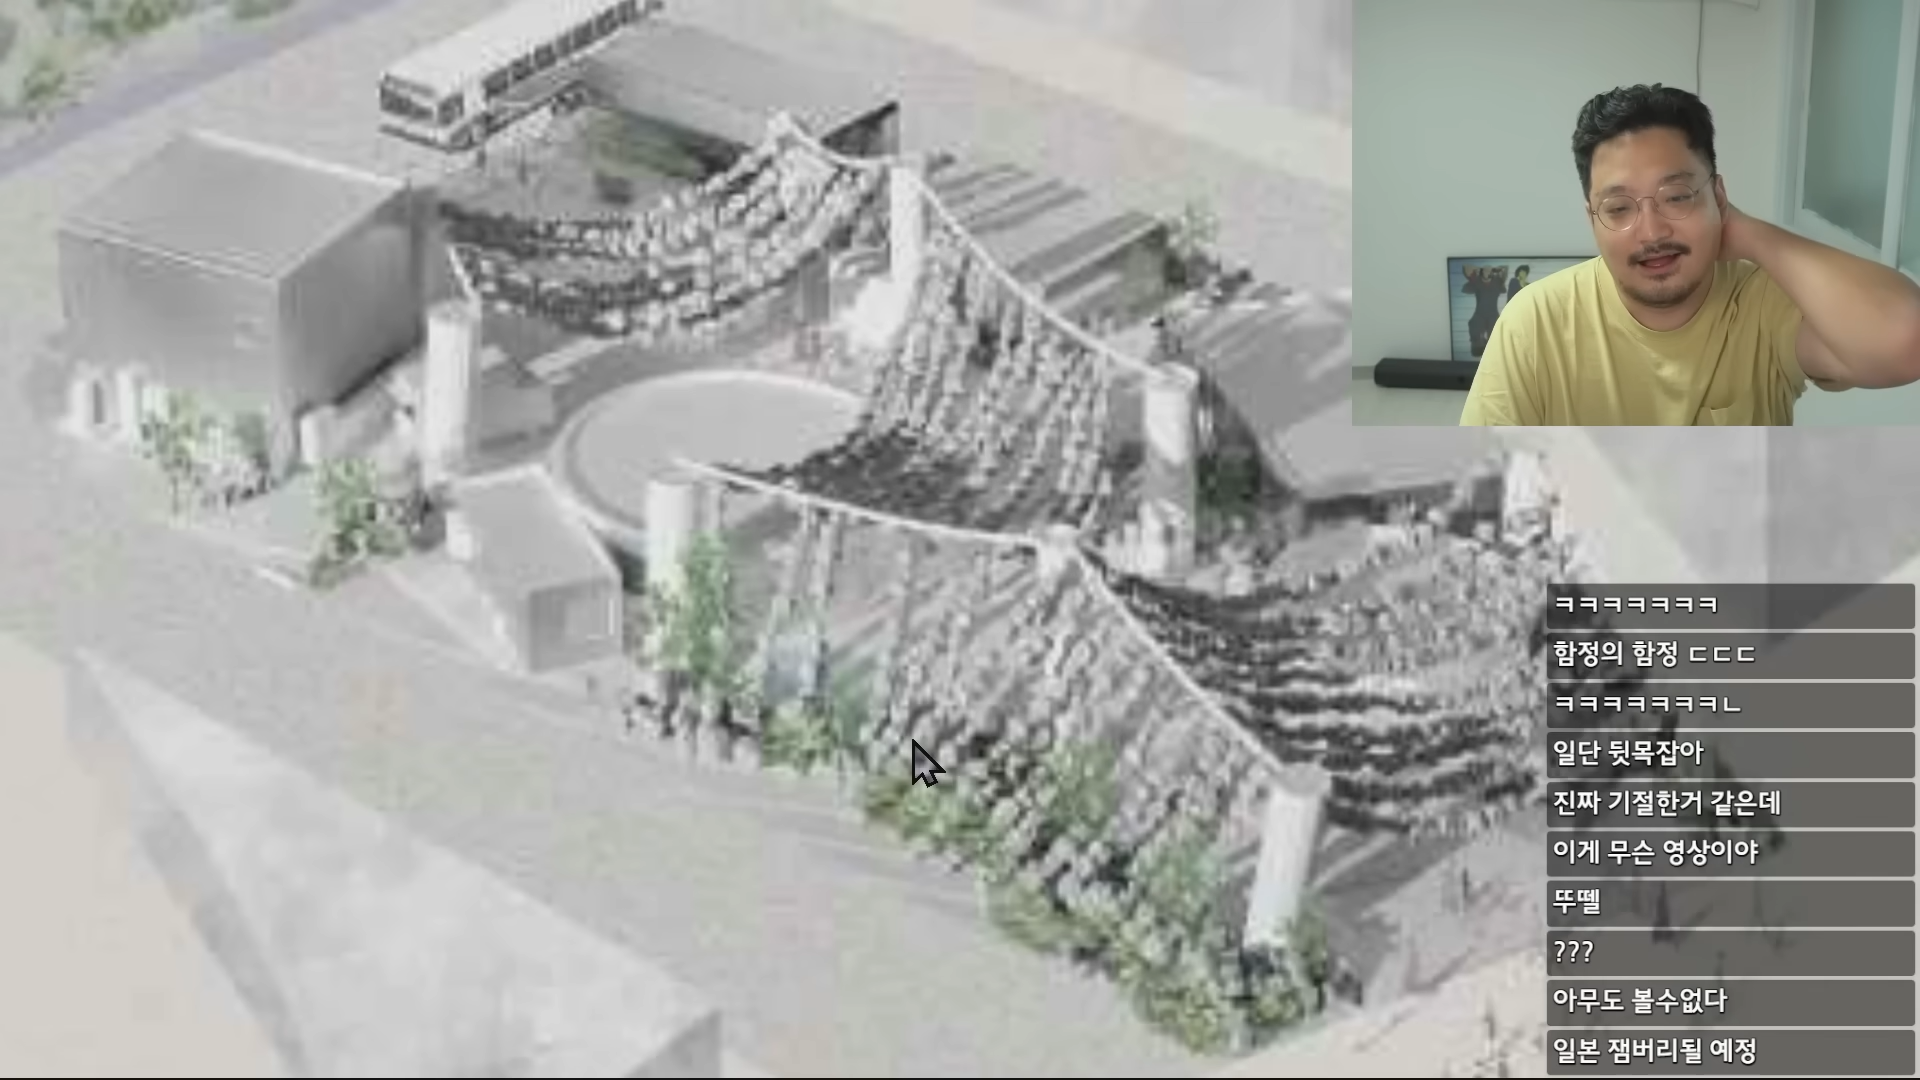 ㅋㅋㅋㅋㅋㅋㅋ
함정의 함정 ㄷㄷㄷ
ㅋㅋㅋㅋㅋㅋㅋㄴ
일단 뒷목잡아
진짜 기절한거 같은데
이게 무슨 영상이야
뚜뗄
???
아무도 볼수없다
일본 잼버리될 예정